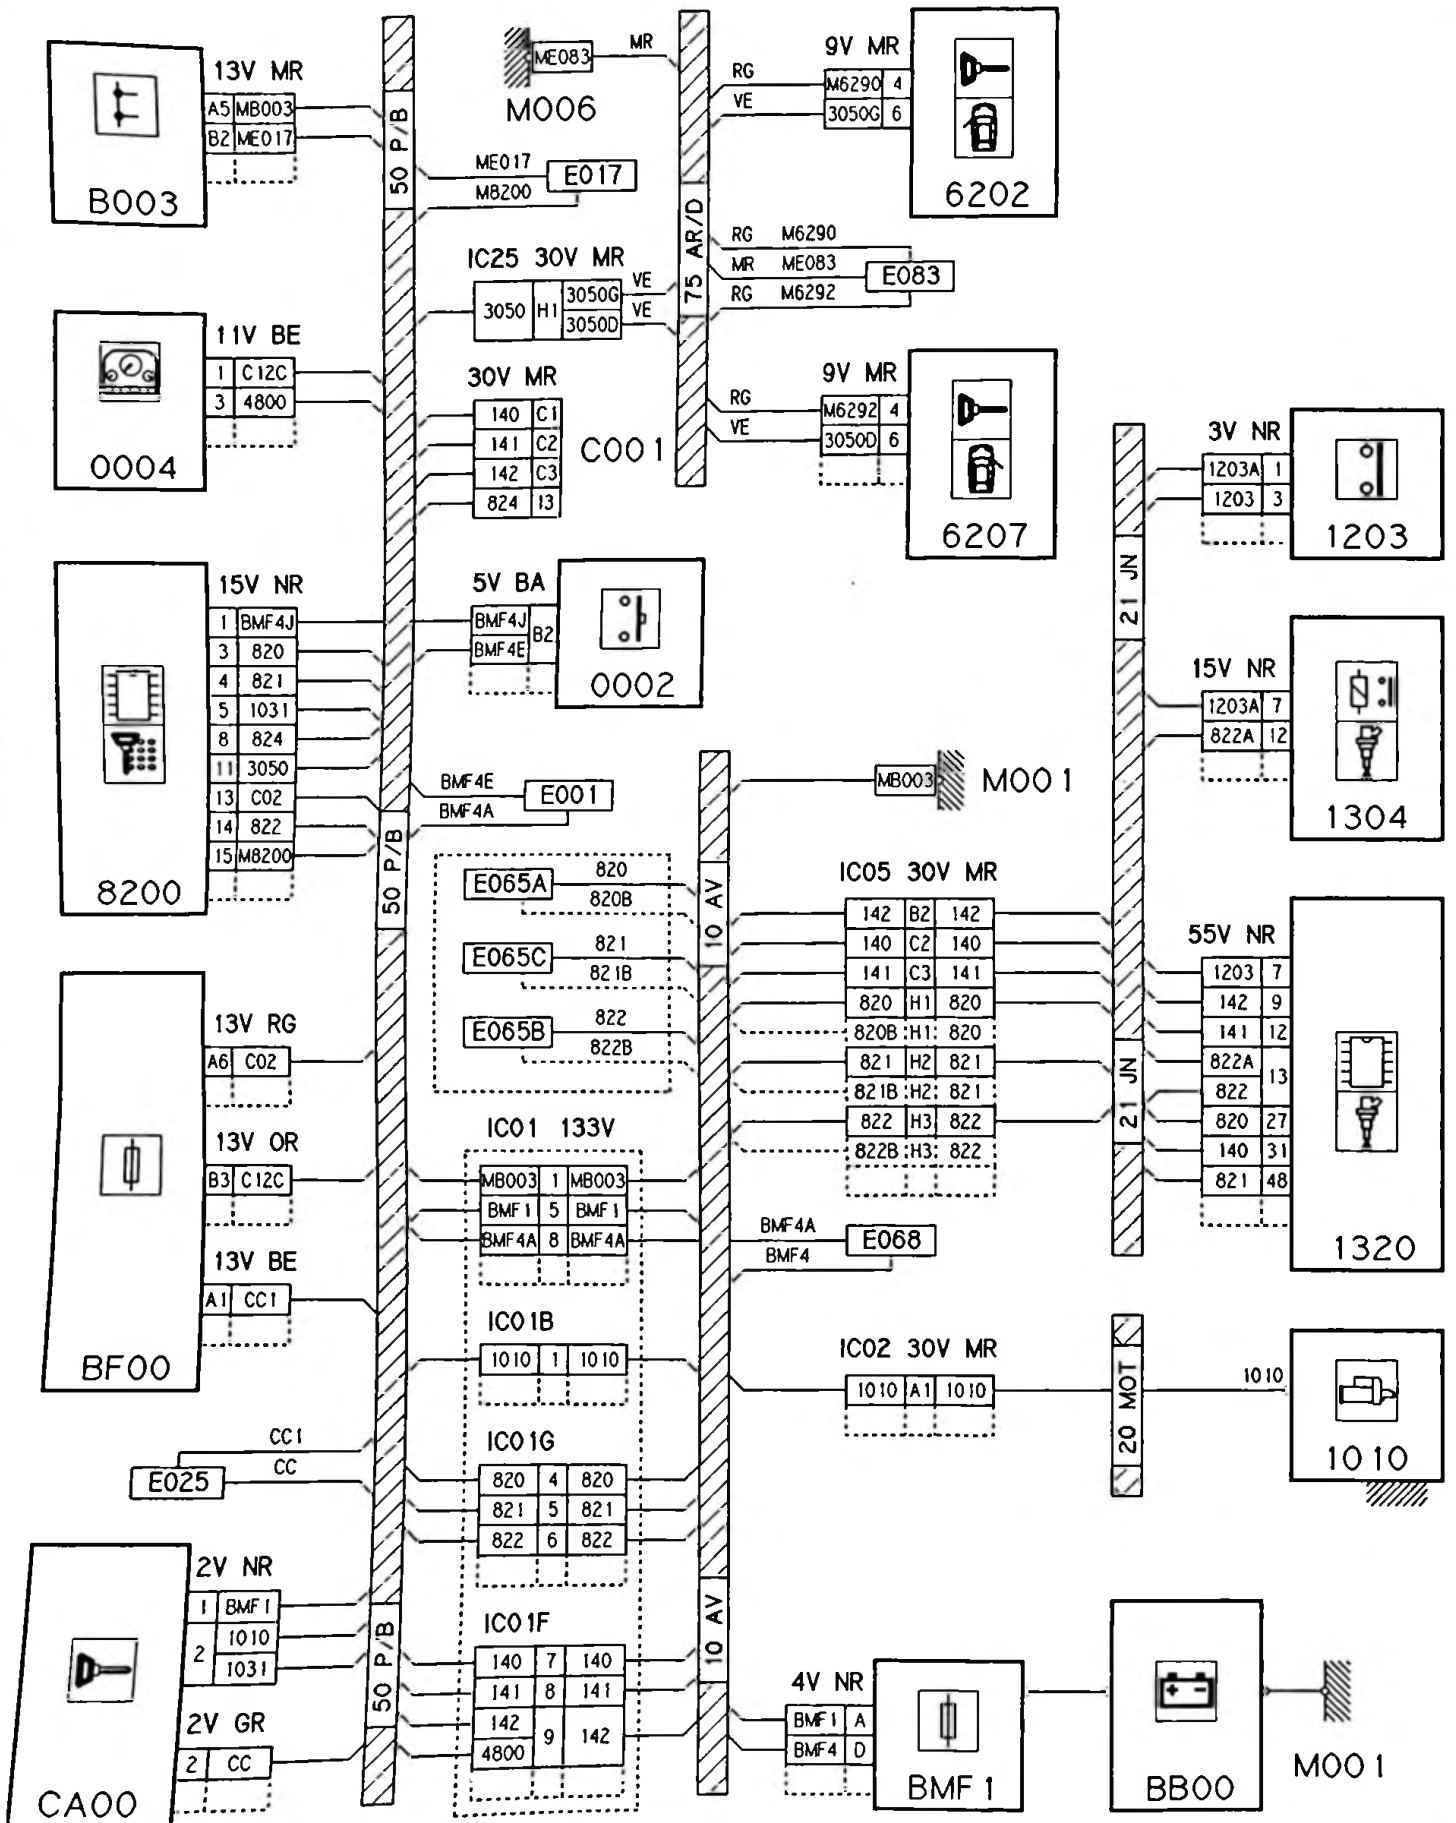 13V MR
A5 MB003
B2 ME017
B003
50 P/B
ME083
MR
M006
ME017
E017
M8200
75 AR/D
RG
VE
9V MR
M6290 4
3050G 6
6202
RG M6290
MR ME083
E083
RG M6292
IC25 30V MR
3050 H1
3050G VE
3050D VE
11V BE
1 C12C
3 4800
0004
30V MR
140 C1
141 C2
142 C3
824 I3
C001
9V MR
RG
VE
M6292 4
3050D 6
6207
3V NR
1203A 1
1203 3
1203
21 JN
15V NR
1 BMF4J
3 820
4 821
5 1031
8 824
11 3050
13 C02
14 822
15 M8200
8200
5V BA
BMF4J
BMF4E
B2
0002
15V NR
1203A 7
822A 12
1304
BMF4E
E001
BMF4A
50 P/B
MB003
M001
10 AV
E065A
820
820B
E065C
821
821B
E065B
822
822B
IC05 30V MR
142 B2 142
140 C2 140
141 C3 141
820 H1 820
820B H1 820
821 H2 821
821B H2 821
822 H3 822
822B H3 822
21 JN
55V NR
1203 7
142 9
141 12
822A
13
822
820 27
140 31
821 48
1320
13V RG
A6 C02
13V OR
B3 C12C
13V BE
A1 CC1
BF00
IC01 133V
MB003 1 MB003
BMF1 5 BMF1
BMF4A 8 BMF4A
BMF4A
E068
BMF4
IC01B
1010 1 1010
IC02 30V MR
1010 A1 1010
20 MOT
1010
1010
CC1
E025
CC
IC01G
820 4 820
821 5 821
822 6 822
2V NR
1 BMF1
2 1010
1031
2V GR
2 CC
CA00
50 P/B
IC01F
140 7 140
141 8 141
142
9 142
4800
10 AV
4V NR
BMF1 A
BMF4 D
BMF1
BB00
M001